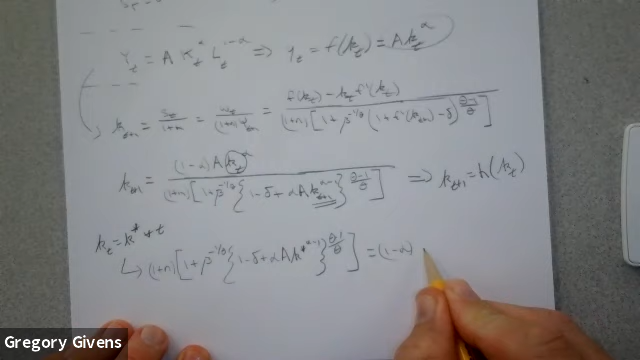 Y_t = A K_t^α L_t^{1-α} ⇒ y_t = f(k_t) = A k_t^α
k_{t+1} = s_t/(1+n) = w_t/((1+n)ψ_{t+1}) = (f(k_t) - k_t f'(k_t))/((1+n)[1 + β^{-1/θ}(1 + f'(k_{t+1}) - δ)^{(θ-1)/θ}])
k_{t+1} = ((1-α)A k_t^α)/((1+n)[1 + β^{-1/θ}{1 - δ + αA k_{t+1}^{α-1}}^{(θ-1)/θ}]) ⇒ k_{t+1} = h(k_t)
k_t = k* ∀ t
↳ (1+n)[1 + β^{-1/θ}{1 - δ + αA k*^{α-1}}^{(θ-1)/θ}] = (1-α)
Gregory Givens